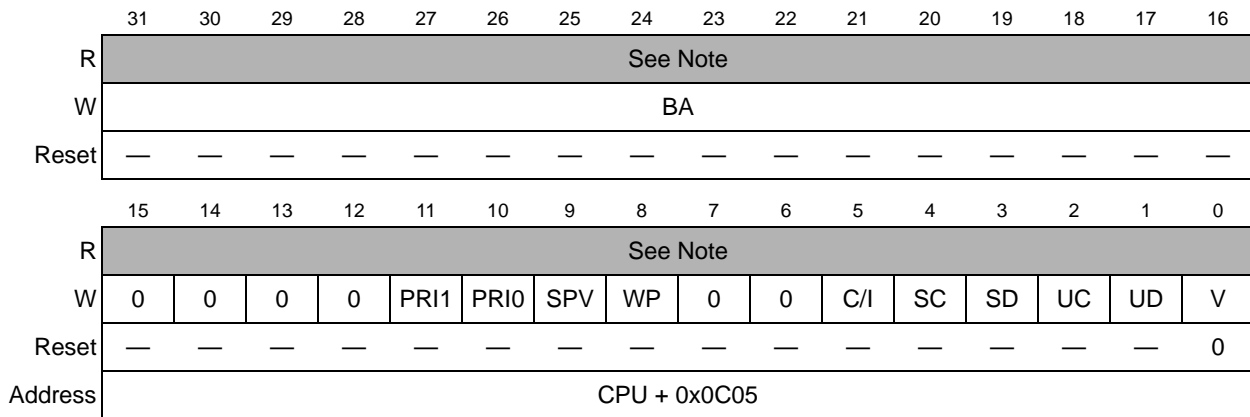 31 30 29 28 27 26 25 24 23 22 21 20 19 18 17 16
R See Note
W BA
Reset — — — — — — — — — — — — — — — —
15 14 13 12 11 10 9 8 7 6 5 4 3 2 1 0
R See Note
W 0 0 0 0 PRI1 PRI0 SPV WP 0 0 C/I SC SD UC UD V
Reset — — — — — — — — — — — — — — — 0
Address CPU + 0x0C05